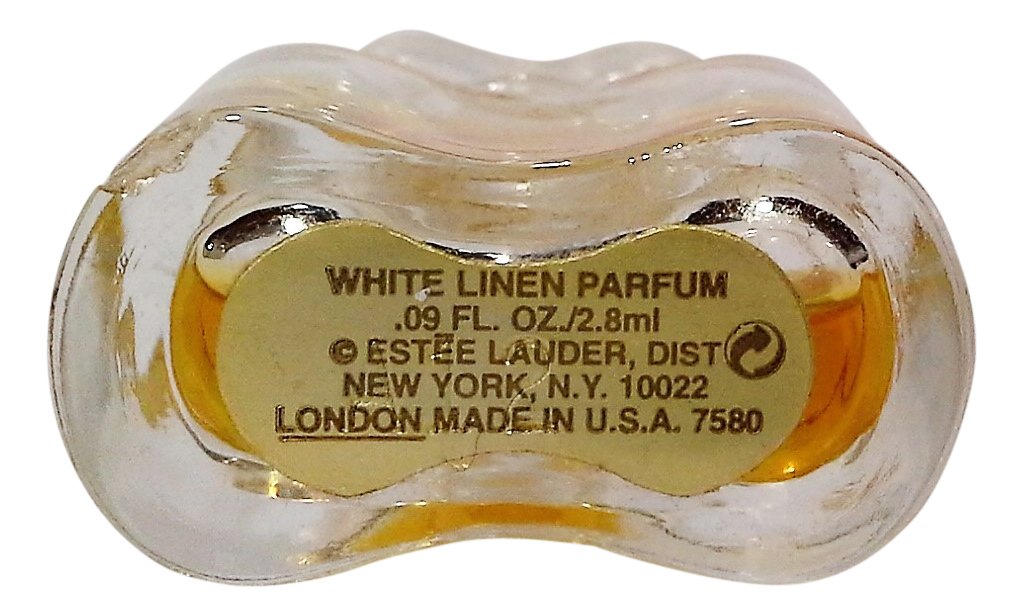 WHITE LINEN PARFUM
.09 FL. OZ./2.8ml
© ESTĒE LAUDER, DIST
NEW YORK, N.Y. 10022
LONDON MADE IN U.S.A. 7580